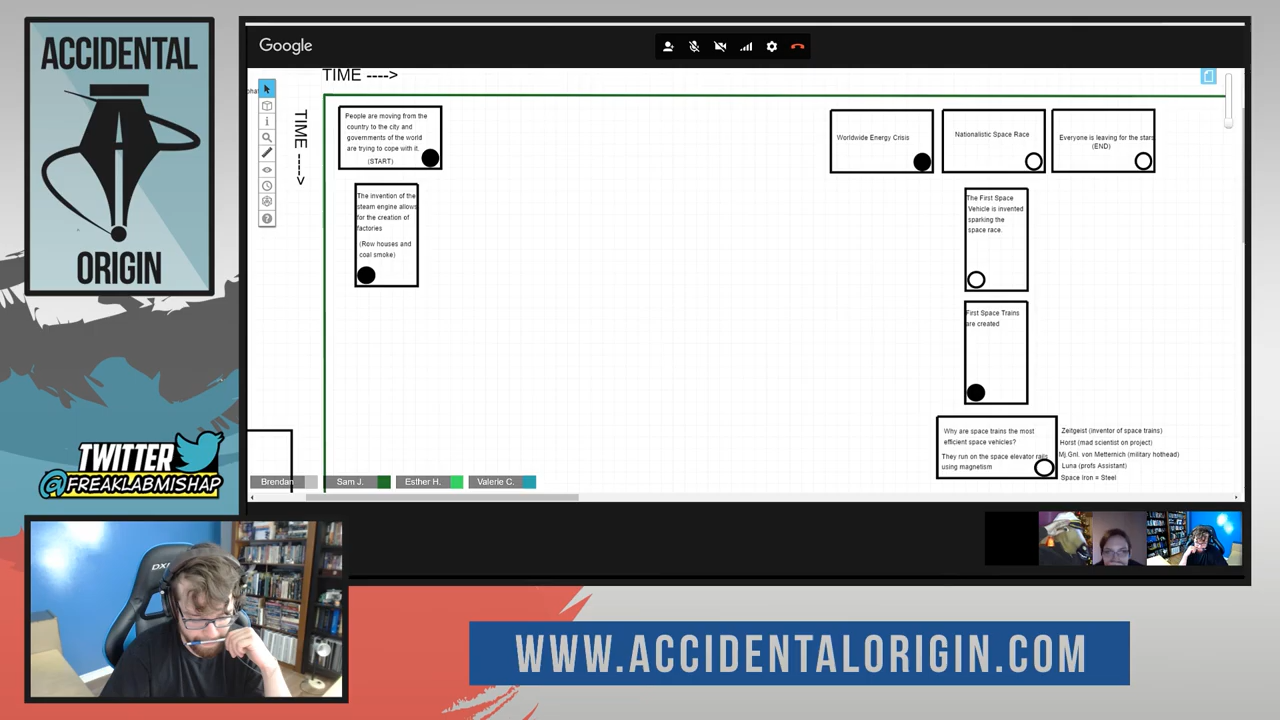 ACCIDENTAL
ORIGIN
TWITTER
@FREAKLABMISHAP
Google
TIME ---->
TIME ---->
People are moving from the
country to the city and
governments of the world
are trying to cope with it.
(START)
The invention of the
steam engine allows
for the creation of
factories
(Row houses and
coal smoke)
Worldwide Energy Crisis
Nationalistic Space Race
Everyone is leaving for the stars
(END)
The First Space
Vehicle is invented
sparking the
space race.
First Space Trains
are created
Why are space trains the most
efficient space vehicles?
They run on the space elevator rails
using magnetism
Zeitgeist (inventor of space trains)
Horst (mad scientist on project)
Mj.Gnl. von Metternich (military hothead)
Luna (profs Assistant)
Space Iron = Steel
Brendan
Sam J.
Esther H.
Valerie C.
WWW.ACCIDENTALORIGIN.COM